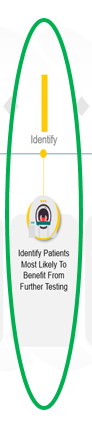 Identify
Identify Patients
Most Likely To
Benefit From
Further Testing